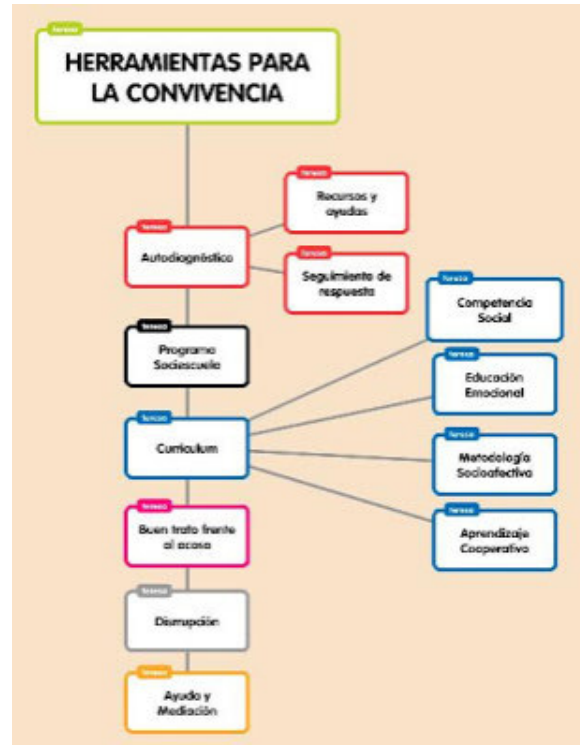 HERRAMIENTAS PARA
LA CONVIVENCIA
Recursos y
ayudas
Autodiagnóstico
Seguimiento de
respuesta
Competencia
Social
Programa
Sociescuela
Educación
Emocional
Curriculum
Metodología
Socioafectiva
Buen trato frente
al acoso
Aprendizaje
Cooperativo
Disrupción
Ayuda y
Mediación